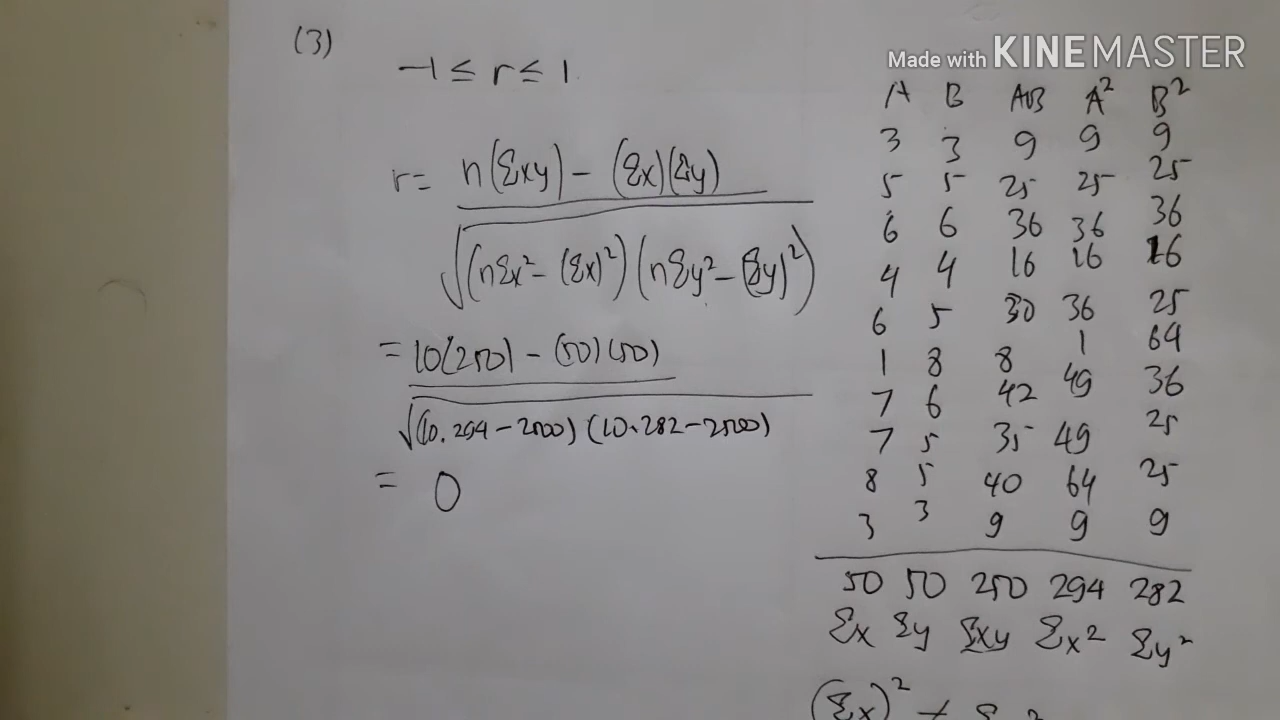 (3)
-1 ≤ r ≤ 1
Made with KINEMASTER
r = n(Σxy) - (Σx)(Σy)
√(nΣx² - (Σx)²)(nΣy² - (Σy)²)
= 10(250) - (50)(50)
√(10.294 - 2500)(10.282 - 2500)
= 0
A B AB A² B²
3 3 9 9 9
5 5 25 25 25
6 6 36 36 36
4 4 16 16 16
6 5 30 36 25
1 8 8 1 64
7 6 42 49 36
7 5 35 49 25
8 5 40 64 25
3 3 9 9 9
50 50 250 294 282
Σx Σy Σxy Σx² Σy²
(Σx)² ≠ Σx²